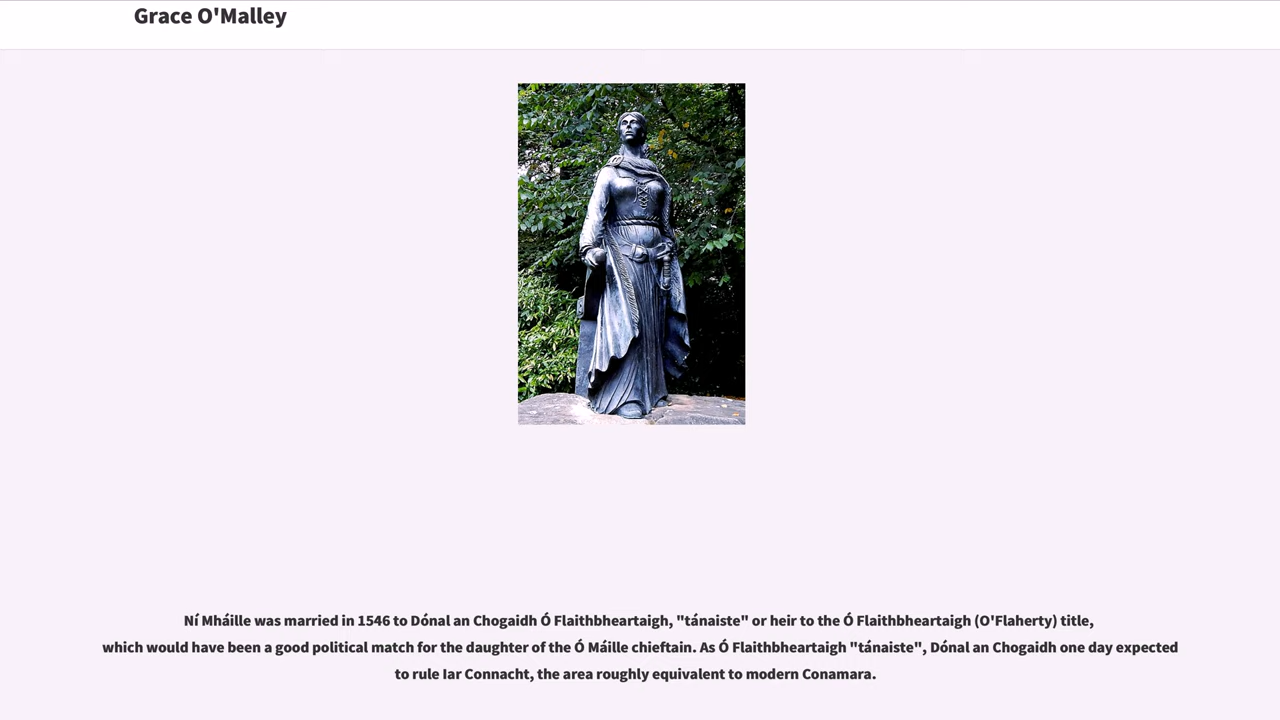 Grace O'Malley
Ní Mháille was married in 1546 to Dónal an Chogaidh Ó Flaithbheartaigh, "tánaiste" or heir to the Ó Flaithbheartaigh (O'Flaherty) title,
which would have been a good political match for the daughter of the Ó Máille chieftain. As Ó Flaithbheartaigh "tánaiste", Dónal an Chogaidh one day expected
to rule Iar Connacht, the area roughly equivalent to modern Conamara.